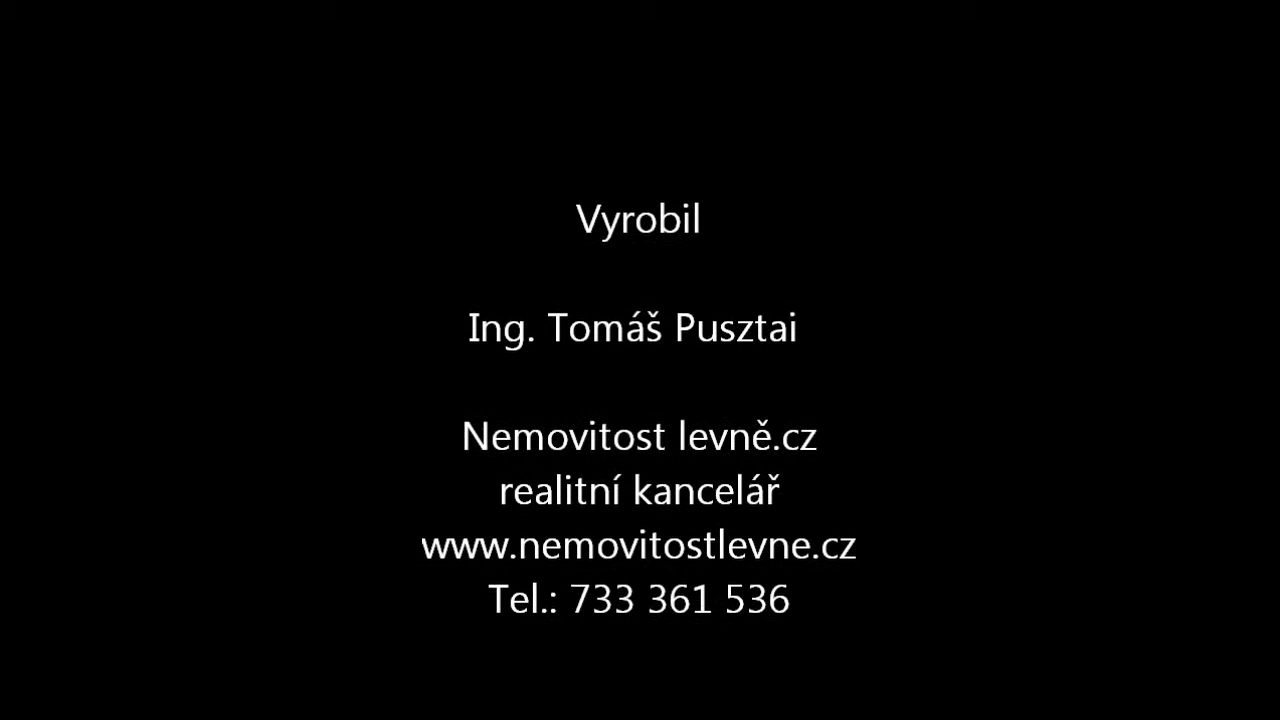 Vyrobil
Ing. Tomáš Pusztai
Nemovitost levně.cz
realitní kancelář
www.nemovitostlevne.cz
Tel.: 733 361 536